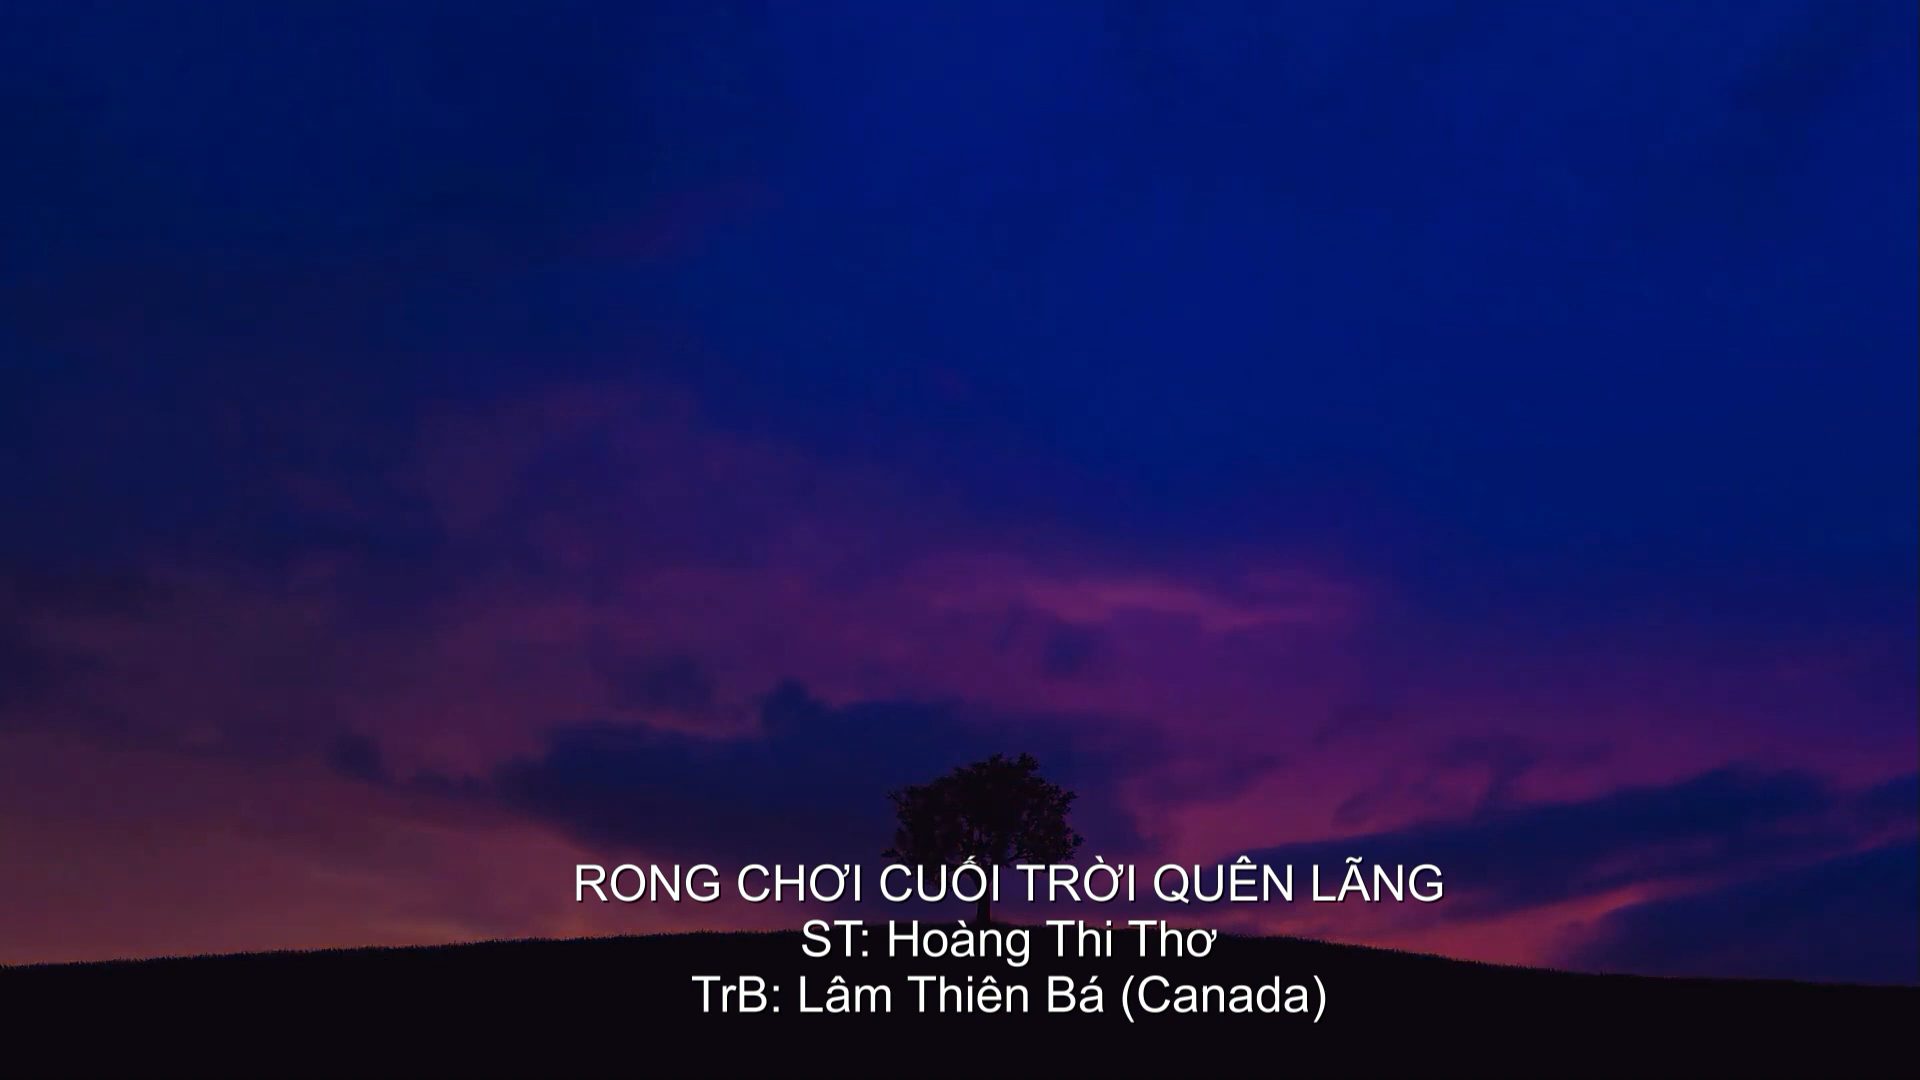 RONG CHƠI CUỐI TRỜI QUÊN LÃNG
ST: Hoàng Thi Thơ
TrB: Lâm Thiên Bá (Canada)